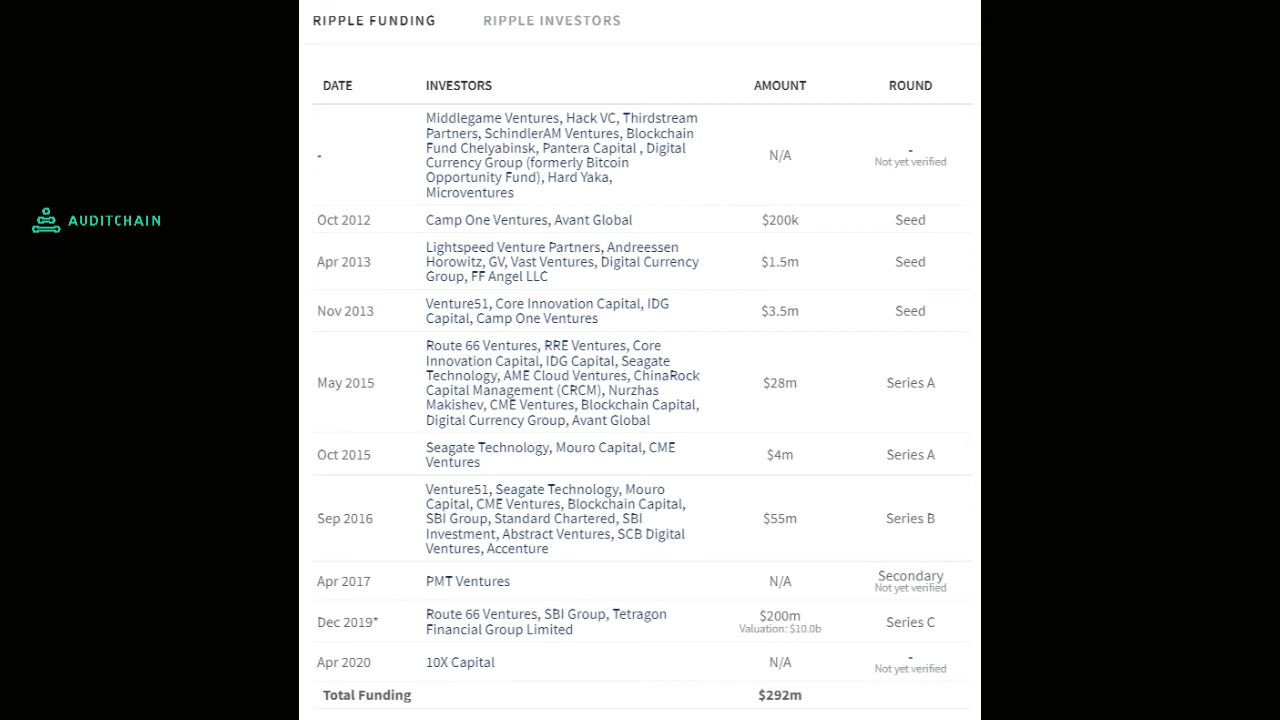 RIPPLE FUNDING RIPPLE INVESTORS
DATE INVESTORS AMOUNT ROUND
Middlegame Ventures, Hack VC, Thirdstream
Partners, SchindlerAM Ventures, Blockchain
Fund Chelyabinsk, Pantera Capital , Digital
Currency Group (formerly Bitcoin
Opportunity Fund), Hard Yaka,
Microventures
- N/A -
Not yet verified
AUDITCHAIN
Oct 2012 Camp One Ventures, Avant Global $200k Seed
Lightspeed Venture Partners, Andreessen
Apr 2013 Horowitz, GV, Vast Ventures, Digital Currency $1.5m Seed
Group, FF Angel LLC
Venture51, Core Innovation Capital, IDG
Nov 2013 Capital, Camp One Ventures $3.5m Seed
Route 66 Ventures, RRE Ventures, Core
Innovation Capital, IDG Capital, Seagate
Technology, AME Cloud Ventures, ChinaRock
May 2015 Capital Management (CRCM), Nurzhas $28m Series A
Makishev, CME Ventures, Blockchain Capital,
Digital Currency Group, Avant Global
Seagate Technology, Mouro Capital, CME
Oct 2015 Ventures $4m Series A
Venture51, Seagate Technology, Mouro
Capital, CME Ventures, Blockchain Capital,
Sep 2016 SBI Group, Standard Chartered, SBI $55m Series B
Investment, Abstract Ventures, SCB Digital
Ventures, Accenture
Apr 2017 PMT Ventures N/A Secondary
Not yet verified
Route 66 Ventures, SBI Group, Tetragon $200m
Dec 2019* Financial Group Limited Valuation: $10.0b Series C
Apr 2020 10X Capital N/A -
Not yet verified
Total Funding $292m